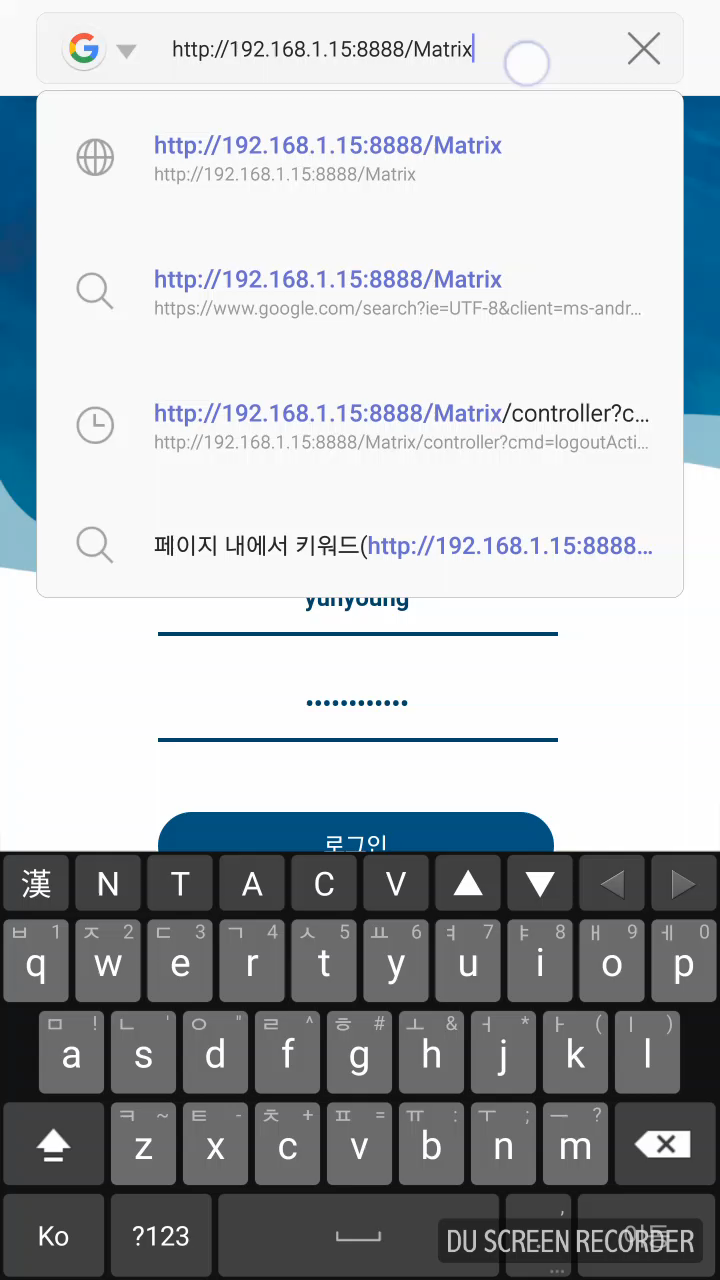 http://192.168.1.15:8888/Matrix
http://192.168.1.15:8888/Matrix
http://192.168.1.15:8888/Matrix
http://192.168.1.15:8888/Matrix
https://www.google.com/search?ie=UTF-8&client=ms-andr...
http://192.168.1.15:8888/Matrix/controller?c...
http://192.168.1.15:8888/Matrix/controller?cmd=logoutActi...
페이지 내에서 키워드(http://192.168.1.15:8888...
yunyoung
••••••••••••
로그인
漢 N T A C V
ㅂ 1 ㅈ 2 ㄷ 3 ㄱ 4 ㅅ 5 ㅛ 6 ㅕ 7 ㅑ 8 ㅐ 9 ㅔ 0
q w e r t y u i o p
ㅁ ! ㄴ ' ㅇ " ㄹ ^ ㅎ # ㅗ & ㅓ * ㅏ ( ㅣ )
a s d f g h j k l
ㅋ ~ ㅌ - ㅊ + ㅍ = ㅠ : ㅜ ; ㅡ ?
z x c v b n m
Ko ?123 , ...
DU SCREEN RECORDER